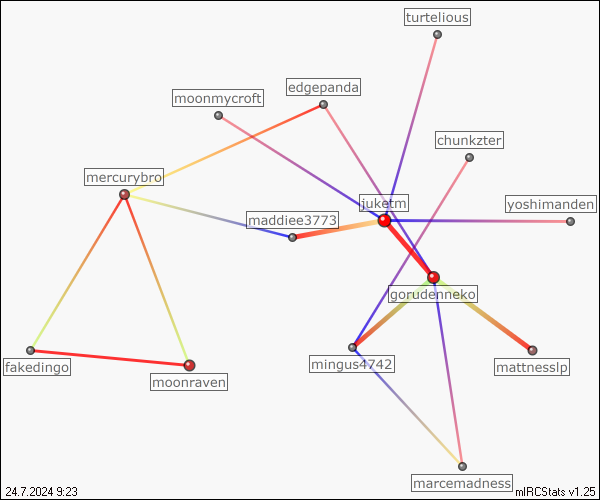 turtelious
edgepanda
moonmycroft
chunkzter
mercurybro
juketm
yoshimanden
maddiee3773
gorudenneko
fakedingo
mingus4742
mattnesslp
moonraven
marcemadness
24.7.2024 9:23
mIRCStats v1.25